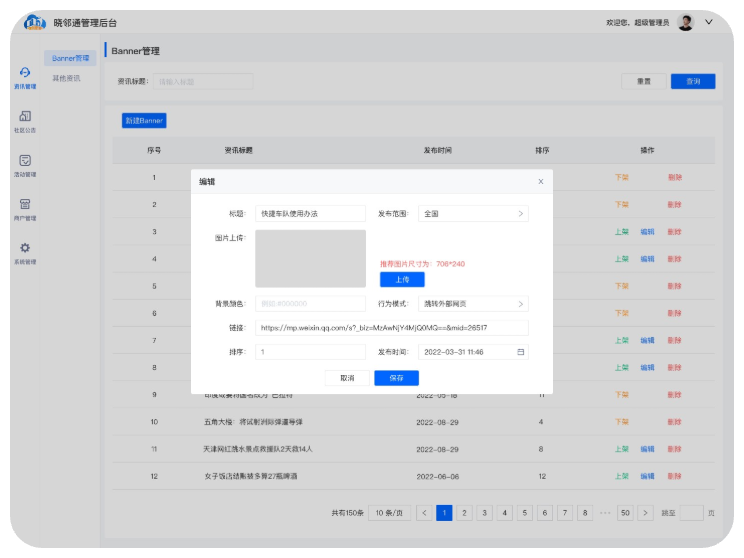 晓邻通管理后台
欢迎您、超级管理员
Banner管理
其他资讯
资讯管理
社区公告
活动管理
商户管理
系统管理
Banner管理
资讯标题: 请输入标题
重置 查询
新建Banner
序号 资讯标题 发布时间 排序 操作
1 下架 删除
2 下架 删除
3 上架 编辑 删除
4 上架 编辑 删除
5 下架 删除
6 下架 删除
7 上架 编辑 删除
8 上架 编辑 删除
9 2022-05-18 11 下架 删除
10 五角大楼：将试射消际弹道导弹 2022-08-29 4 下架 删除
11 天津网红跳水景点救援队2天救14人 2022-08-29 8 上架 编辑 删除
12 女子饭店结账被多算27瓶啤酒 2022-06-06 12 上架 编辑 删除
共有150条 10 条/页 < 1 2 3 4 5 6 7 8 ··· 50 > 跳至 页
编辑 ×
标题: 快捷车队使用办法 发布范围: 全国 >
图片上传:
推荐图片尺寸为: 706*240
上传
背景颜色: 例如:#000000 行为模式: 跳转外部网页 >
链接: https://mp.weixin.qq.com/s?_biz=MzAwNjY4MjQ0MQ==&mid=26517
排序: 1 发布时间: 2022-03-31 11:46
取消 保存